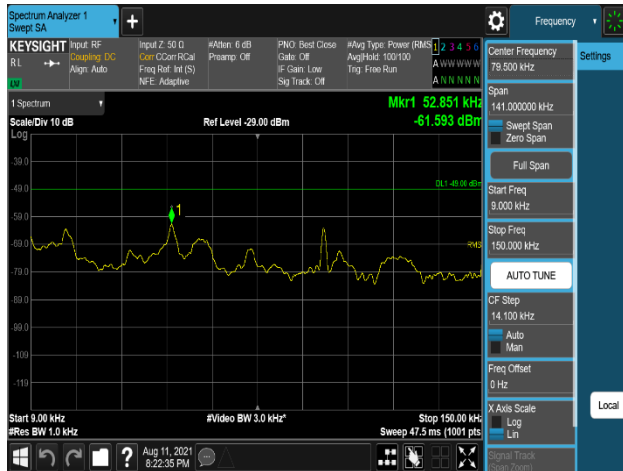 Spectrum Analyzer 1
Swept SA
Frequency
KEYSIGHT
RL
Input: RF
Coupling: DC
Align: Auto
Input Z: 50 Ω
Corr CCorr RCal
Freq Ref: Int (S)
NFE: Adaptive
#Atten: 6 dB
Preamp: Off
PNO: Best Close
Gate: Off
IF Gain: Low
Sig Track: Off
#Avg Type: Power (RMS
Avg|Hold: 100/100
Trig: Free Run
1 2 3 4 5 6
A W W W W W
A N N N N N
1 Spectrum
Scale/Div 10 dB
Ref Level -29.00 dBm
Mkr1 52.851 kHz
-61.593 dBm
Log
-39.0
-49.0
-59.0
-69.0
-79.0
-89.0
-99.0
-109
-119
DL1 -49.00 dBm
1
RMS
Start 9.00 kHz
#Res BW 1.0 kHz
#Video BW 3.0 kHz*
Stop 150.00 kHz
Sweep 47.5 ms (1001 pts
?
Aug 11, 2021
8:22:35 PM
Center Frequency
79.500 kHz
Settings
Span
141.000000 kHz
Swept Span
Zero Span
Full Span
Start Freq
9.000 kHz
Stop Freq
150.000 kHz
AUTO TUNE
CF Step
14.100 kHz
Auto
Man
Freq Offset
0 Hz
X Axis Scale
Log
Lin
Local
Signal Track
(Span Zoom)